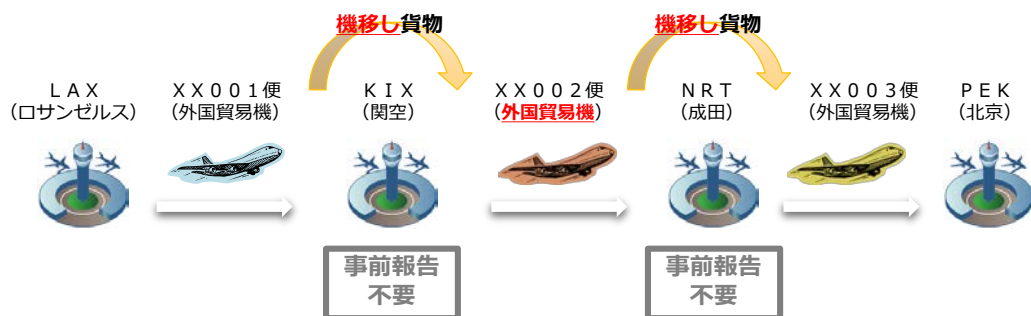 機移し貨物
機移し貨物
ＬＡＸ
（ロサンゼルス）
ＸＸ００１便
（外国貿易機）
ＫＩＸ
（関空）
ＸＸ００２便
（外国貿易機）
ＮＲＴ
（成田）
ＸＸ００３便
（外国貿易機）
ＰＥＫ
（北京）
事前報告
不要
事前報告
不要